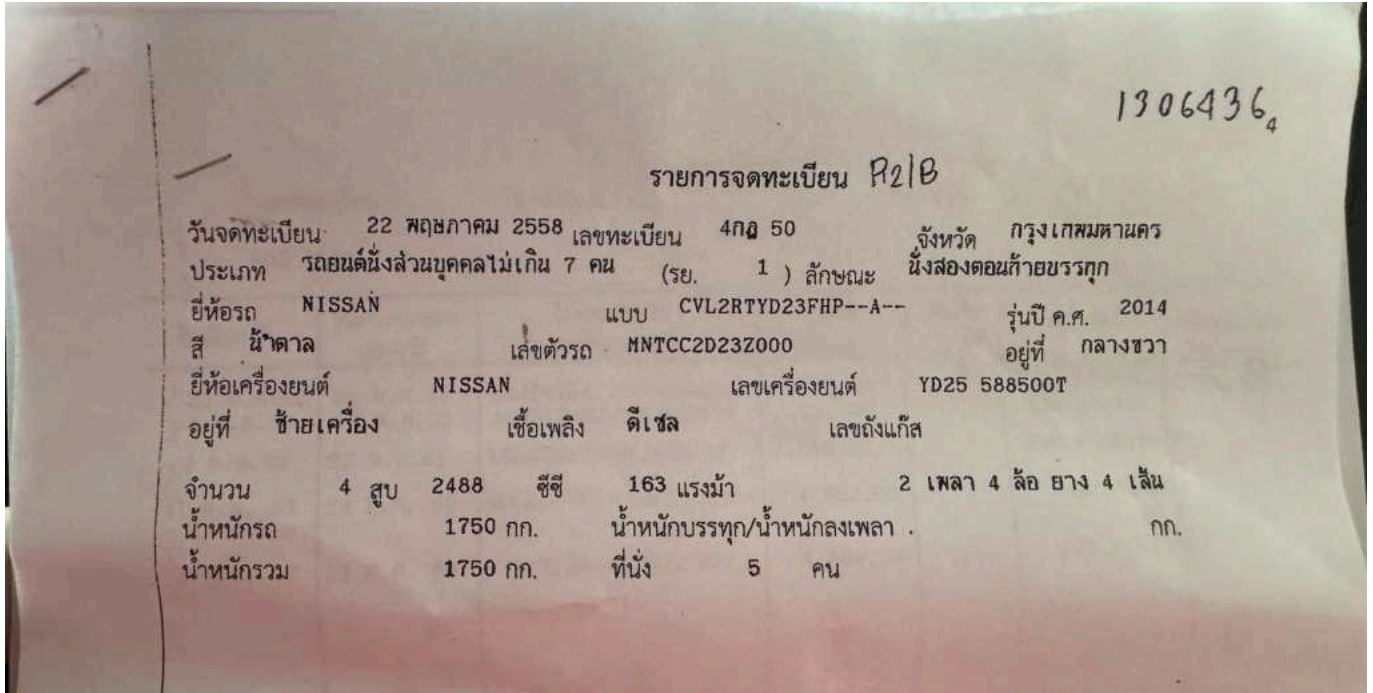 1306436 4
รายการจดทะเบียน A2|B
วันจดทะเบียน 22 พฤษภาคม 2558 เลขทะเบียน 4กฎ 50 จังหวัด กรุงเทพมหานคร
ประเภท รถยนต์นั่งส่วนบุคคลไม่เกิน 7 คน (รย. 1 ) ลักษณะ นั่งสองตอนท้ายบรรทุก
ยี่ห้อรถ NISSAN แบบ CVL2RTYD23FHP--A-- รุ่นปี ค.ศ. 2014
สี น้ำตาล เลขตัวรถ MNTCC2D23Z000 อยู่ที่ กลางขวา
ยี่ห้อเครื่องยนต์ NISSAN เลขเครื่องยนต์ YD25 588500T
อยู่ที่ ซ้ายเครื่อง เชื้อเพลิง ดีเซล เลขถังแก๊ส
จำนวน 4 สูบ 2488 ซีซี 163 แรงม้า 2 เพลา 4 ล้อ ยาง 4 เส้น
น้ำหนักรถ 1750 กก. น้ำหนักบรรทุก/น้ำหนักลงเพลา . กก.
น้ำหนักรวม 1750 กก. ที่นั่ง 5 คน